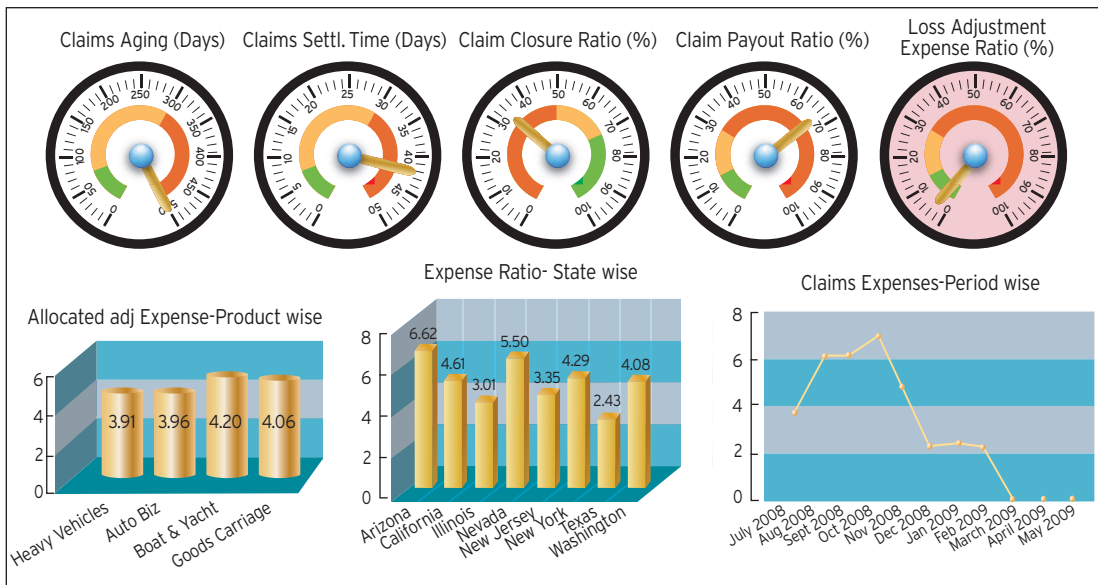 Claims Aging (Days)
0
50
100
150
200
250
300
350
400
450
Claims Settl. Time (Days)
0
5
10
15
20
25
30
35
40
45
50
Claim Closure Ratio (%)
0
10
20
30
40
50
60
70
80
90
100
Claim Payout Ratio (%)
0
10
20
30
40
50
60
70
80
90
100
Loss Adjustment
Expense Ratio (%)
0
10
20
30
40
50
60
70
80
90
100
Allocated adj Expense-Product wise
6
4
2
0
3.91
3.96
4.20
4.06
Heavy Vehicles
Auto Biz
Boat & Yacht
Goods Carriage
Expense Ratio- State wise
8
6
4
2
0
6.62
4.61
3.01
5.50
3.35
4.29
2.43
4.08
Arizona
California
Illinois
Nevada
New Jersey
New York
Texas
Washington
Claims Expenses-Period wise
8
6
4
2
0
July 2008
Aug 2008
Sept 2008
Oct 2008
Nov 2008
Dec 2008
Jan 2009
Feb 2009
March 2009
April 2009
May 2009